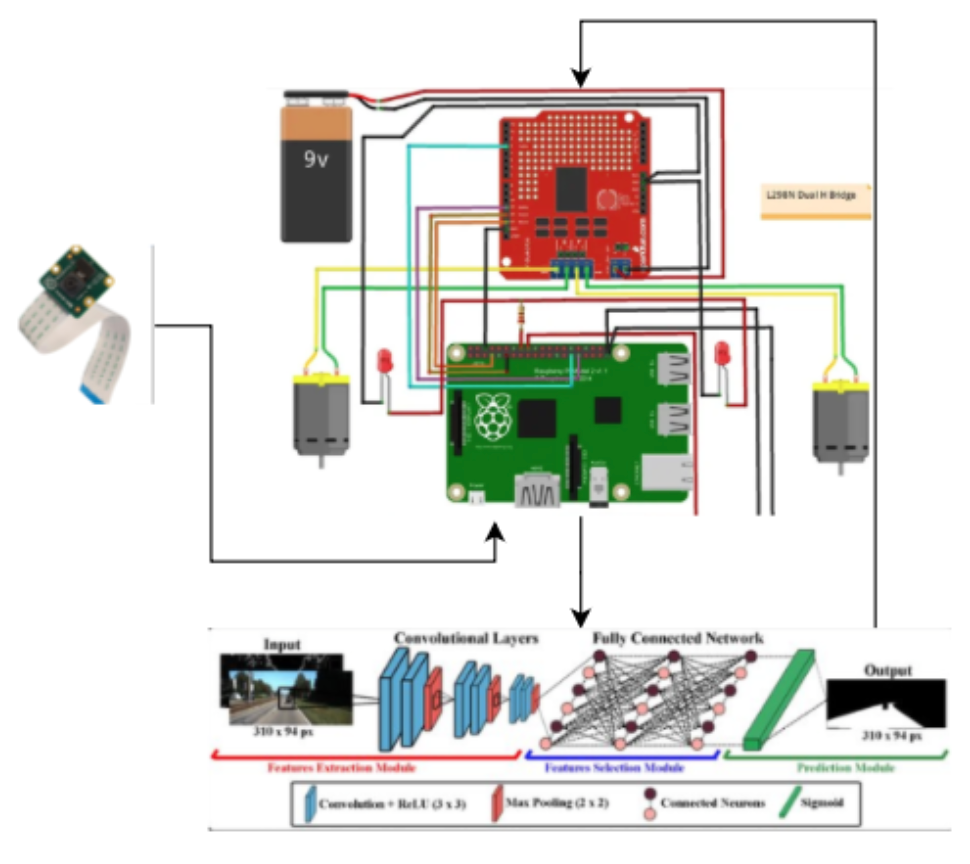 9v
L298N Dual H Bridge
Input
Convolutional Layers
Fully Connected Network
Output
310 x 94 px
310 x 94 px
Features Extraction Module
Features Selection Module
Prediction Module
Convolution + ReLU (3 x 3)
Max Pooling (2 x 2)
Connected Neurons
Sigmoid